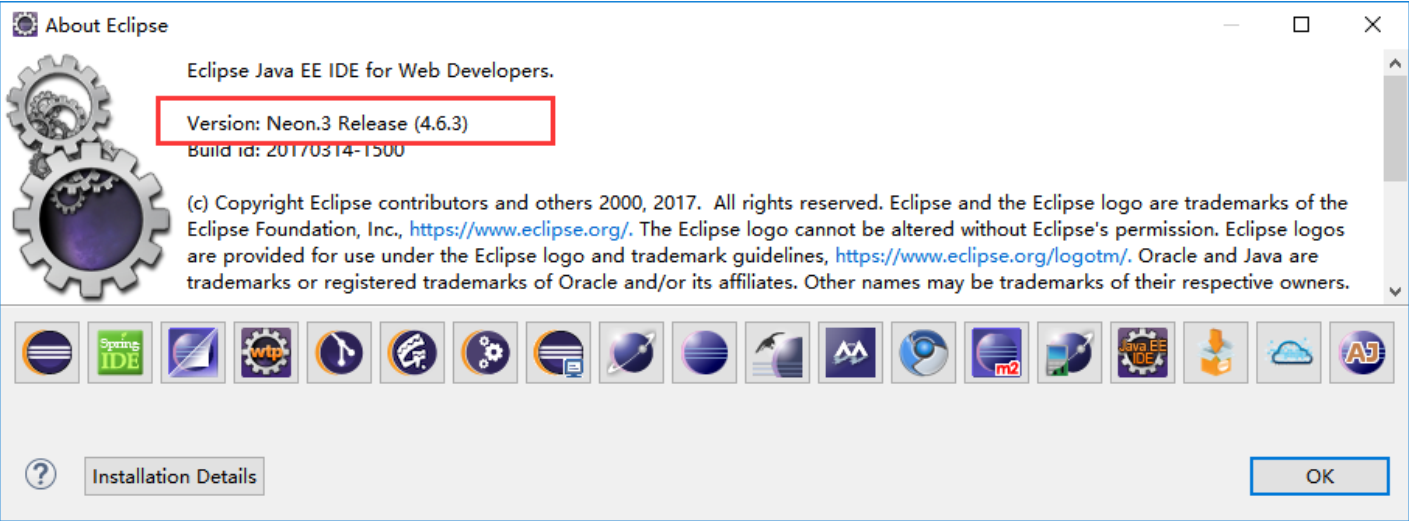 About Eclipse
Eclipse Java EE IDE for Web Developers.
Version: Neon.3 Release (4.6.3)
Build id: 20170314-1500
(c) Copyright Eclipse contributors and others 2000, 2017.  All rights reserved. Eclipse and the Eclipse logo are trademarks of the
Eclipse Foundation, Inc., https://www.eclipse.org/. The Eclipse logo cannot be altered without Eclipse's permission. Eclipse logos
are provided for use under the Eclipse logo and trademark guidelines, https://www.eclipse.org/logotm/. Oracle and Java are
trademarks or registered trademarks of Oracle and/or its affiliates. Other names may be trademarks of their respective owners.
Spring
IDE
wtp
m2
Java EE
IDE
AJ
?
Installation Details
OK